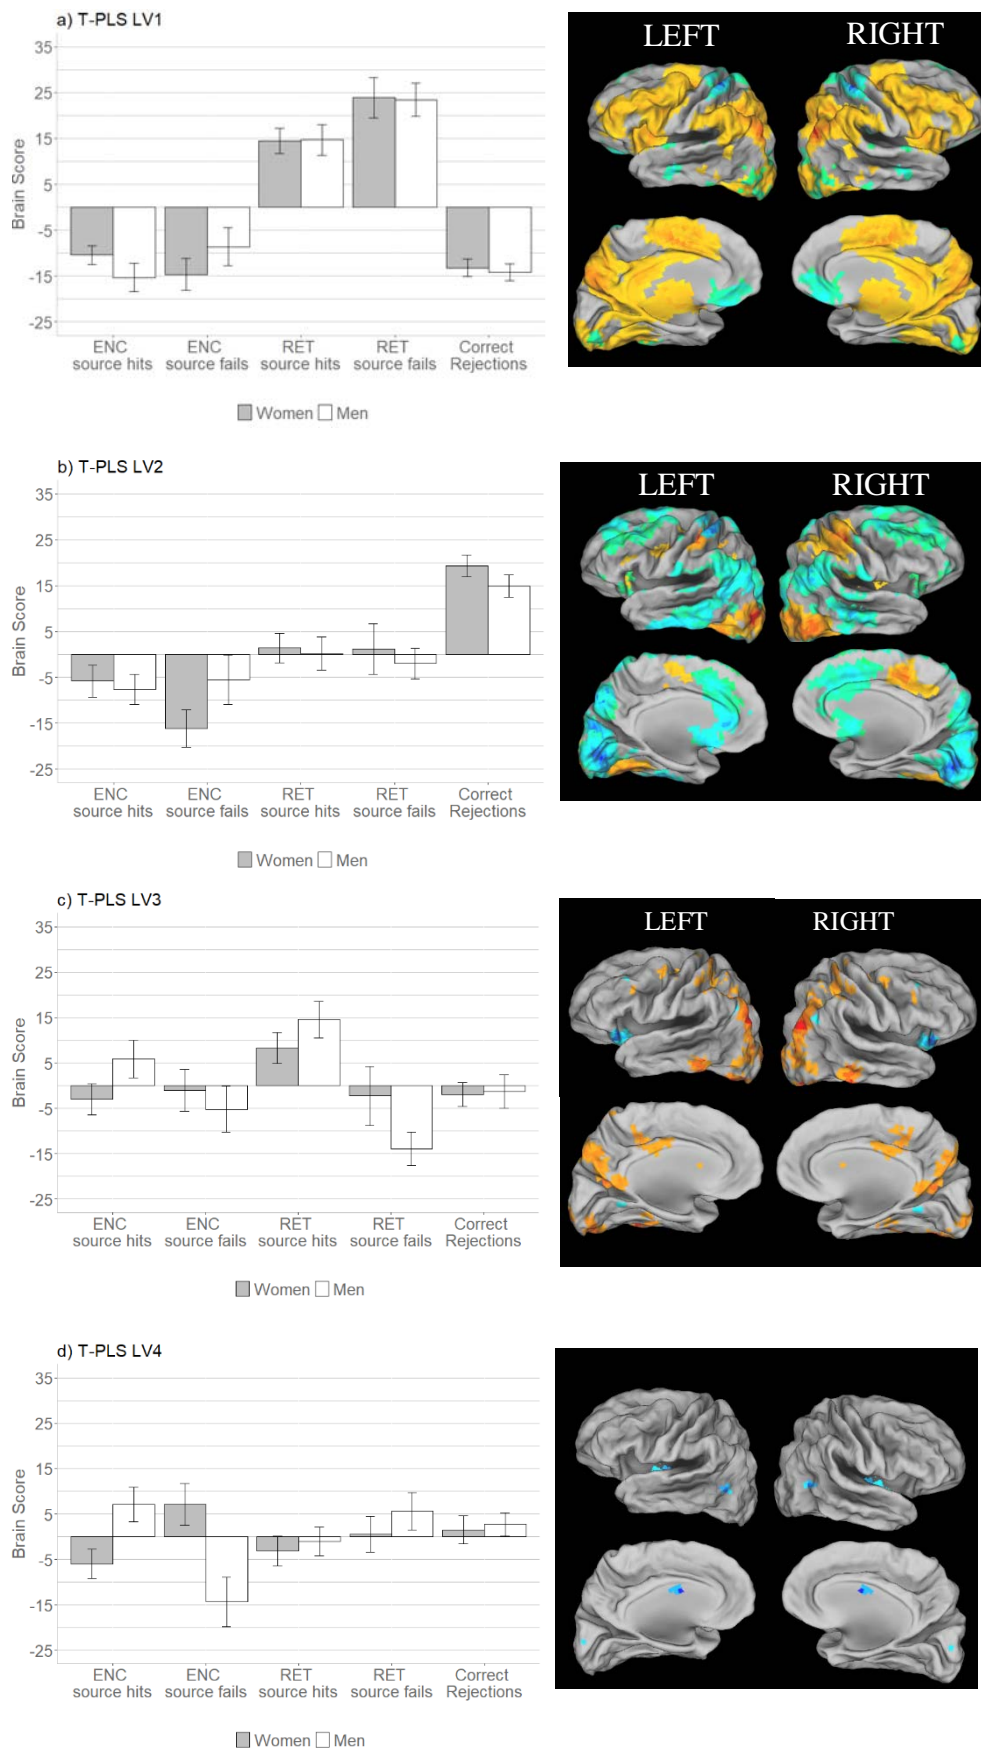 a) T-PLS LV1
35
25
15
5
-5
-15
-25
Brain Score
ENC source hits
ENC source fails
RET source hits
RET source fails
Correct Rejections
Women Men
LEFT RIGHT
b) T-PLS LV2
35
25
15
5
-5
-15
-25
Brain Score
ENC source hits
ENC source fails
RET source hits
RET source fails
Correct Rejections
Women Men
LEFT RIGHT
c) T-PLS LV3
35
25
15
5
-5
-15
-25
Brain Score
ENC source hits
ENC source fails
RET source hits
RET source fails
Correct Rejections
Women Men
LEFT RIGHT
d) T-PLS LV4
35
25
15
5
-5
-15
-25
Brain Score
ENC source hits
ENC source fails
RET source hits
RET source fails
Correct Rejections
Women Men